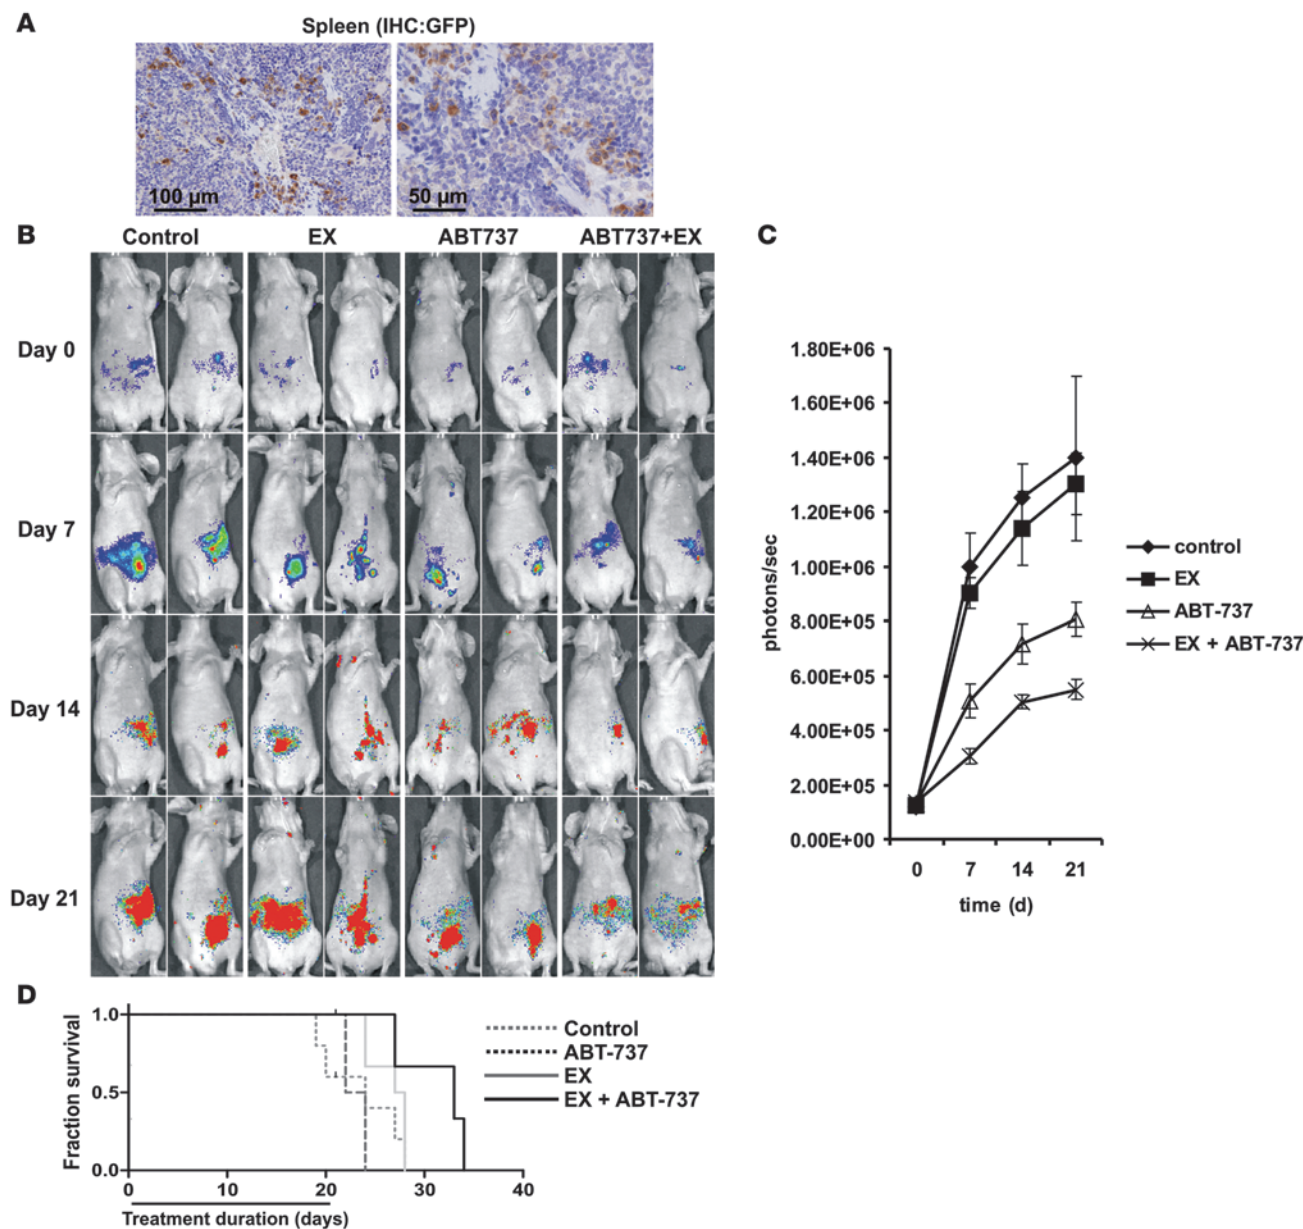 A
Spleen (IHC:GFP)
100 µm
50 µm
B
Control EX ABT737 ABT737+EX
Day 0
Day 7
Day 14
Day 21
C
1.80E+06
1.60E+06
1.40E+06
1.20E+06
1.00E+06
8.00E+05
6.00E+05
4.00E+05
2.00E+05
0.00E+00
photons/sec
0 7 14 21
time (d)
control
EX
ABT-737
EX + ABT-737
D
1.0
0.5
0.0
Fraction survival
0 10 20 30 40
Treatment duration (days)
Control
ABT-737
EX
EX + ABT-737